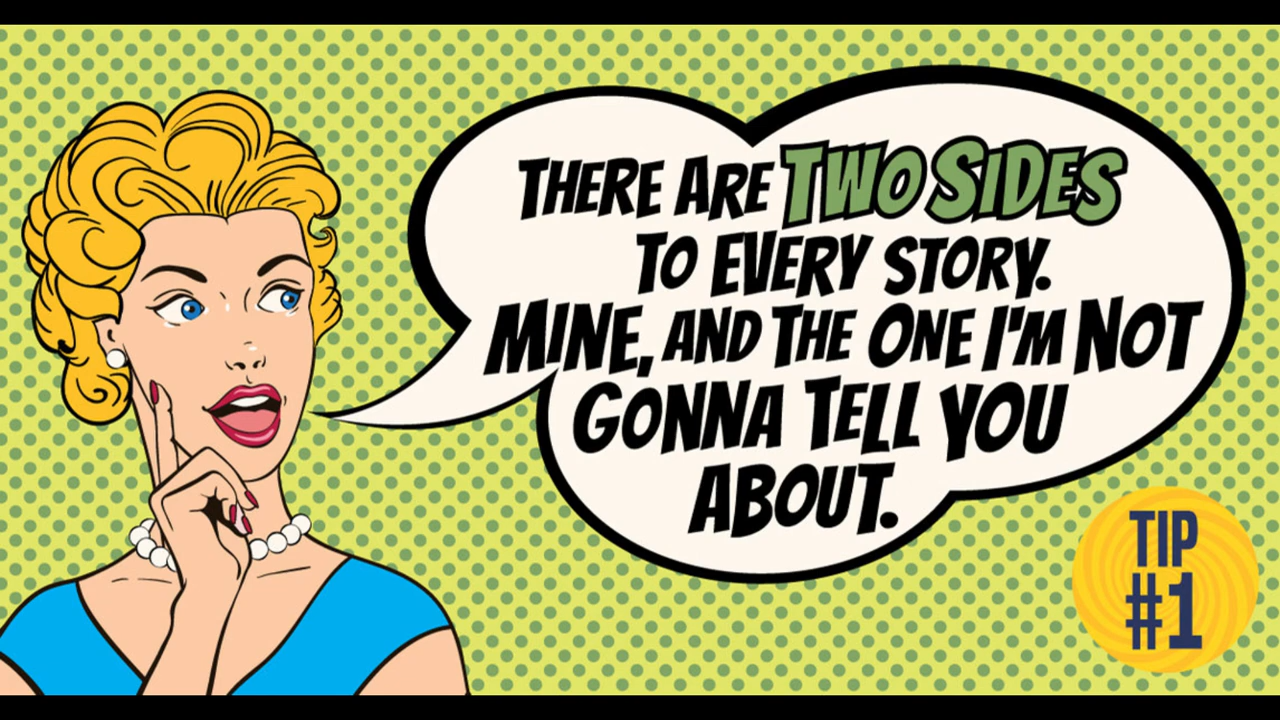 THERE ARE TWO SIDES
TO EVERY STORY.
MINE, AND THE ONE I'M NOT
GONNA TELL YOU
ABOUT.
TIP
#1